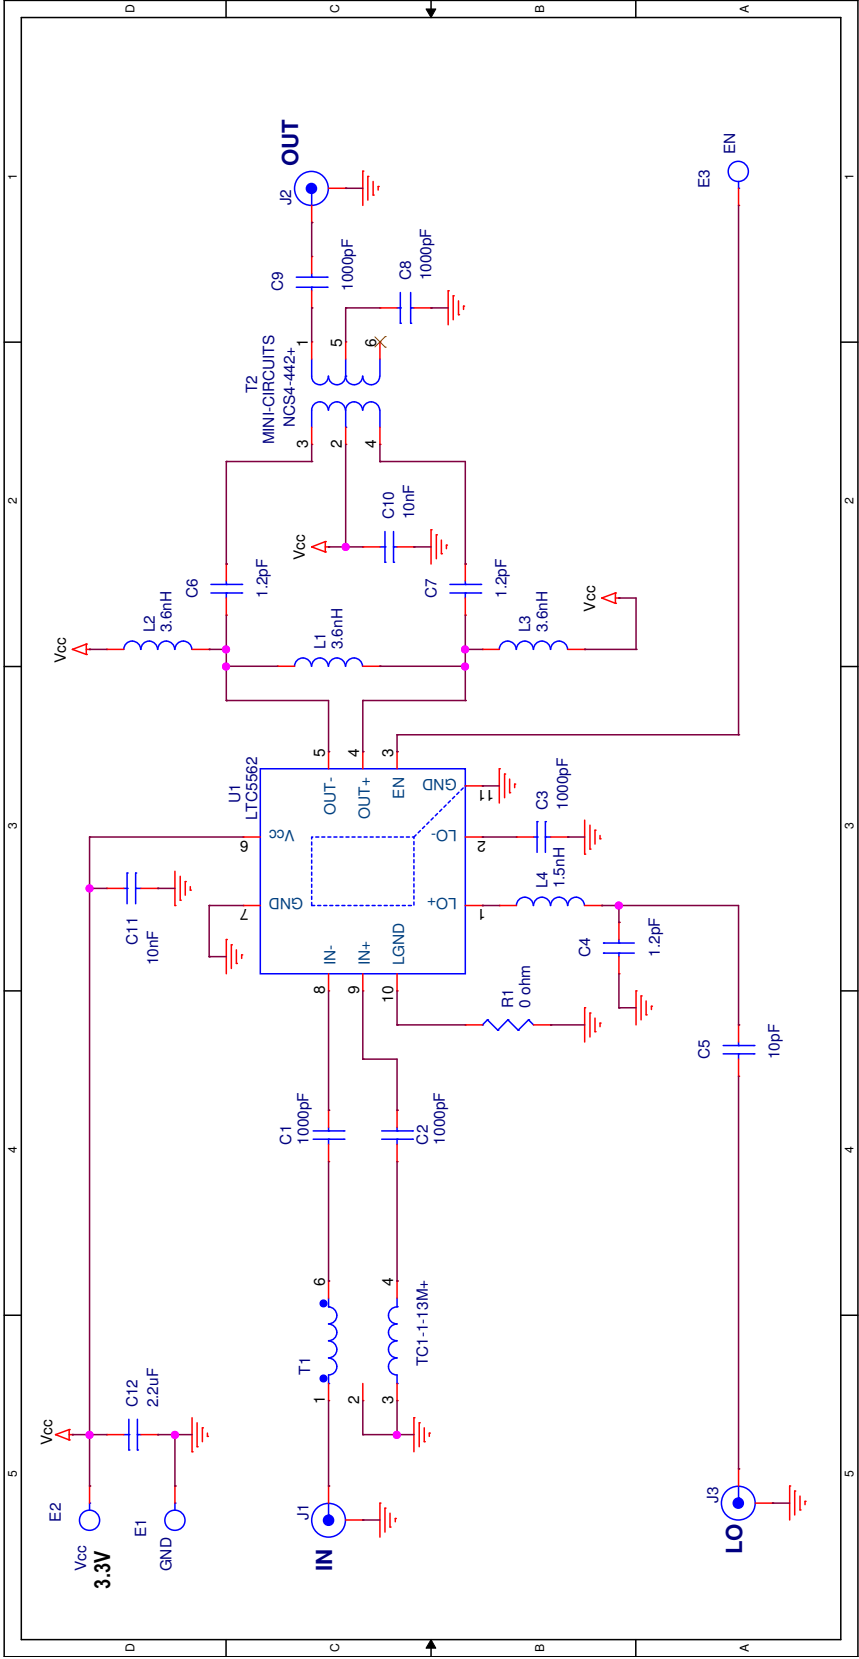 5
4
3
2
1
D
D
C
C
B
B
A
A
5
4
3
2
1
E2
Vcc
3.3V
E1
GND
Vcc
C12
2.2uF
C11
10nF
J1
IN
T1
1
6
2
3
4
TC1-1-13M+
C1
1000pF
C2
1000pF
R1
0 ohm
U1
LTC5562
7
GND
6
Vcc
8
IN-
9
IN+
10
LGND
5
OUT-
4
OUT+
3
EN
11
GND
1
LO+
2
LO-
L4
1.5nH
C3
1000pF
C4
1.2pF
C5
10pF
J3
LO
Vcc
L2
3.6nH
L1
3.6nH
L3
3.6nH
Vcc
C6
1.2pF
C7
1.2pF
Vcc
C10
10nF
T2
MINI-CIRCUITS
NCS4-442+
3
2
4
1
5
6
C9
1000pF
C8
1000pF
J2
OUT
E3
EN